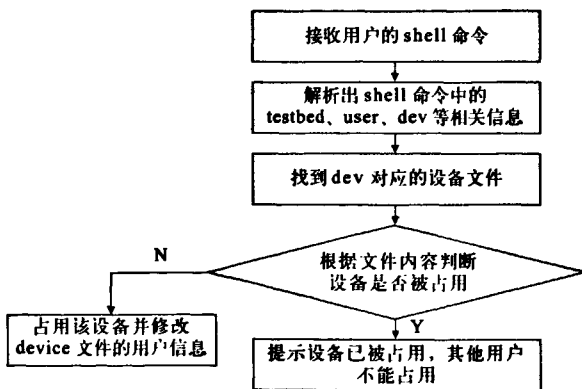 接收用户的 shell 命令
解析出 shell 命令中的
testbed、user、dev 等相关信息
找到 dev 对应的设备文件
根据文件内容判断
设备是否被占用
N
占用该设备并修改
device 文件的用户信息
Y
提示设备已被占用，其他用户
不能占用